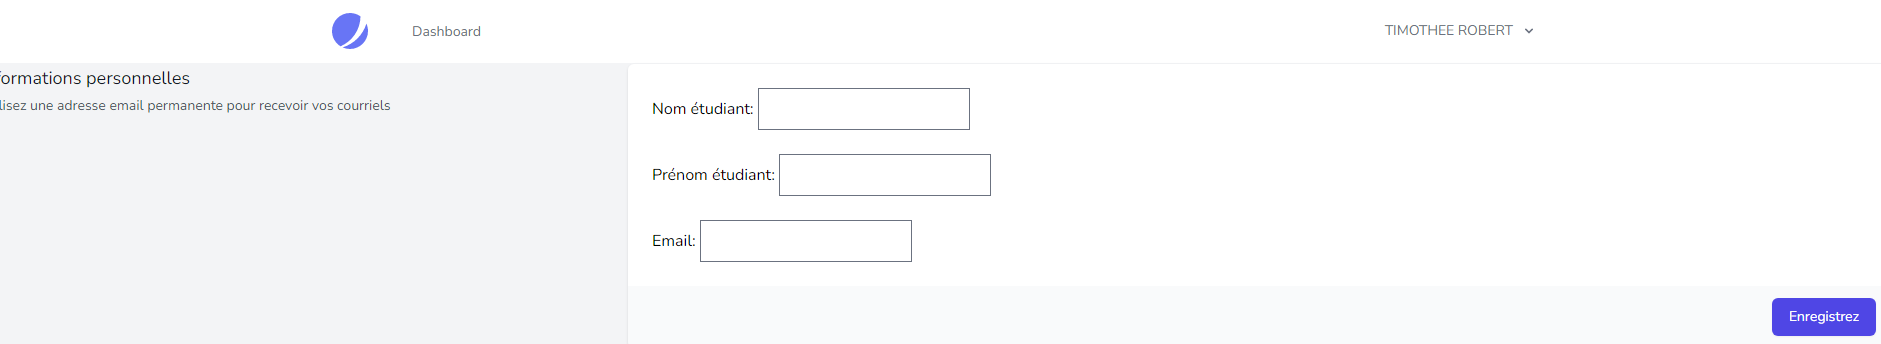 Dashboard
TIMOTHEE ROBERT
formations personnelles
lisez une adresse email permanente pour recevoir vos courriels
Nom étudiant:
Prénom étudiant:
Email:
Enregistrez